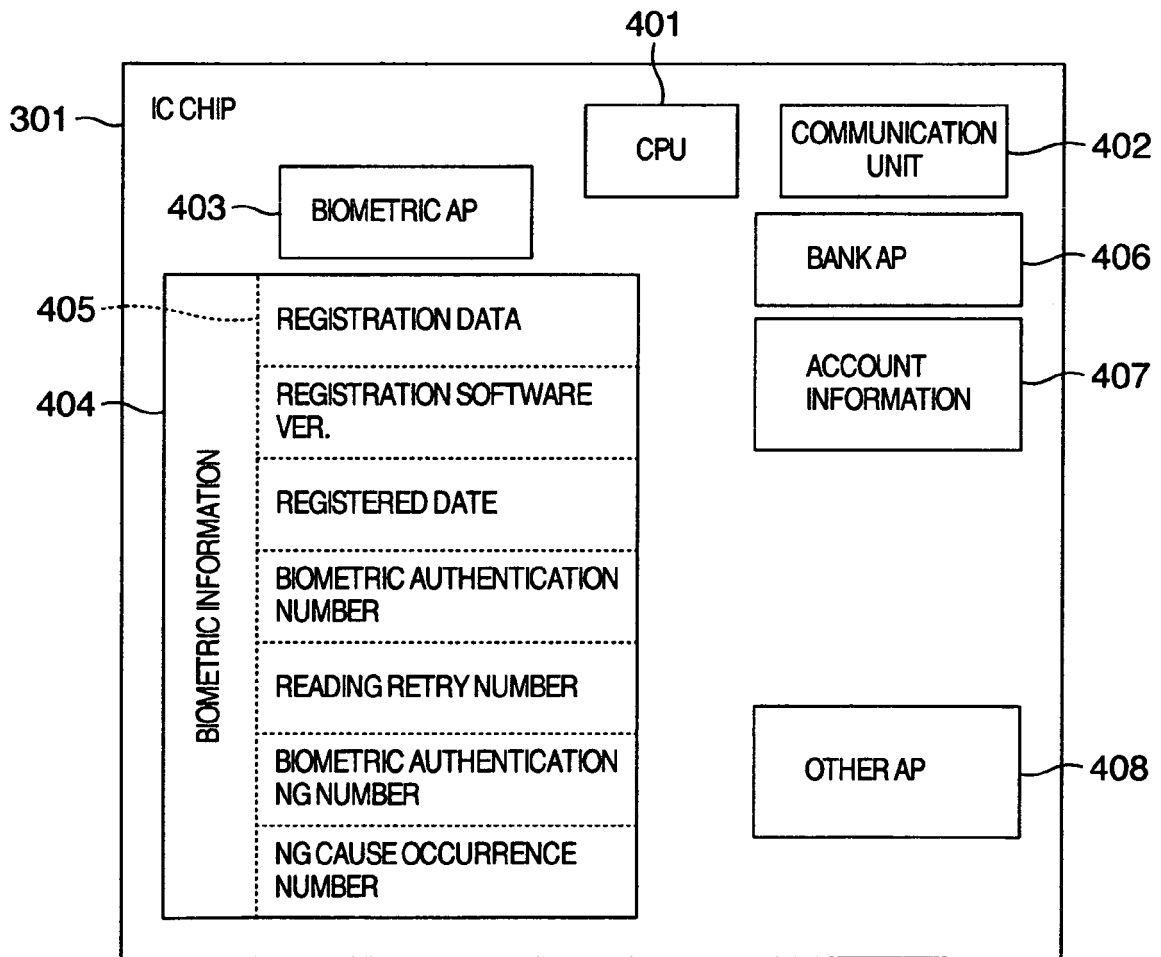 401
301
IC CHIP
CPU
COMMUNICATION
UNIT
402
403
BIOMETRIC AP
BANK AP
406
405
REGISTRATION DATA
ACCOUNT
INFORMATION
407
404
REGISTRATION SOFTWARE
VER.
BIOMETRIC INFORMATION
REGISTERED DATE
BIOMETRIC AUTHENTICATION
NUMBER
READING RETRY NUMBER
BIOMETRIC AUTHENTICATION
NG NUMBER
OTHER AP
408
NG CAUSE OCCURRENCE
NUMBER